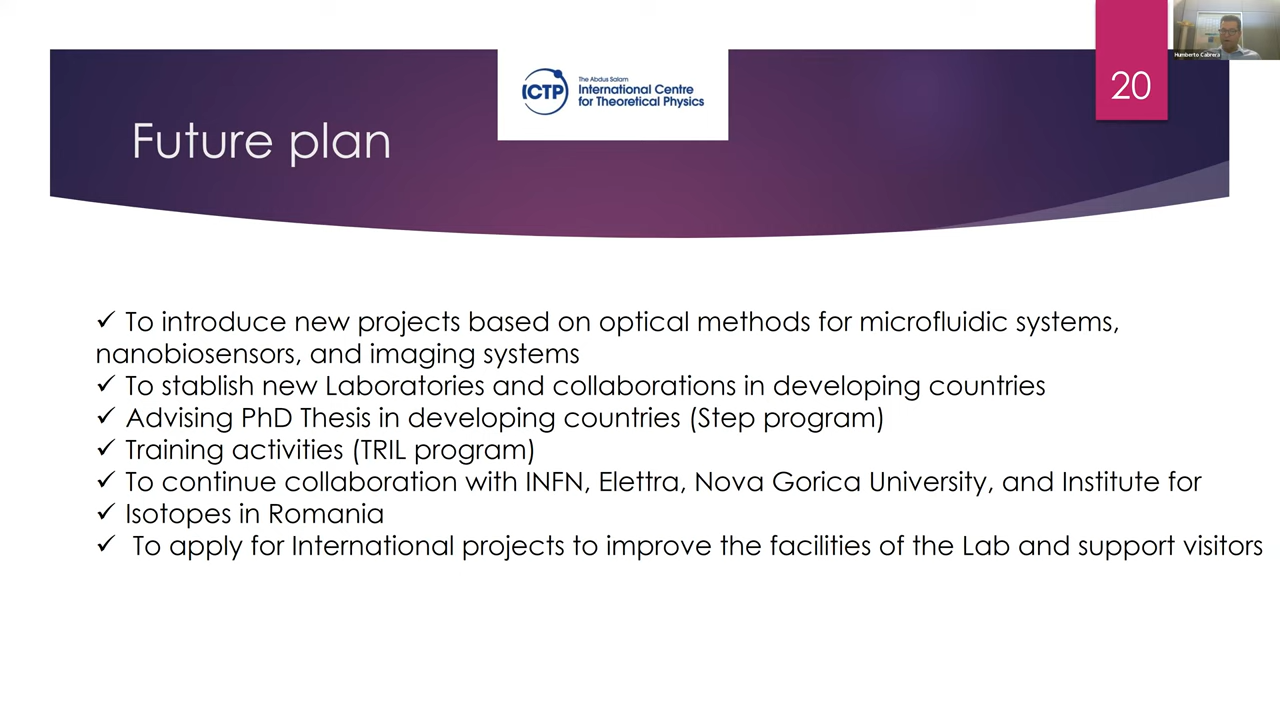 Humberto Cabrera
20
ICTP
The Abdus Salam
International Centre
for Theoretical Physics
Future plan
✓ To introduce new projects based on optical methods for microfluidic systems,
nanobiosensors, and imaging systems
✓ To stablish new Laboratories and collaborations in developing countries
✓ Advising PhD Thesis in developing countries (Step program)
✓ Training activities (TRIL program)
✓ To continue collaboration with INFN, Elettra, Nova Gorica University, and Institute for
✓ Isotopes in Romania
✓ To apply for International projects to improve the facilities of the Lab and support visitors